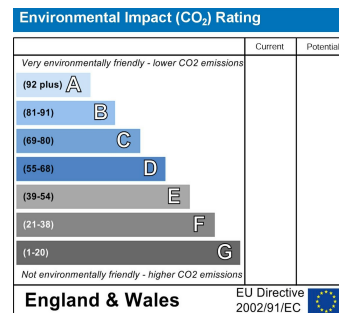 Environmental Impact (CO₂) Rating
Current Potential
Very environmentally friendly - lower CO2 emissions
(92 plus) A
(81-91) B
(69-80) C
(55-68) D
(39-54) E
(21-38) F
(1-20) G
Not environmentally friendly - higher CO2 emissions
England & Wales
EU Directive
2002/91/EC